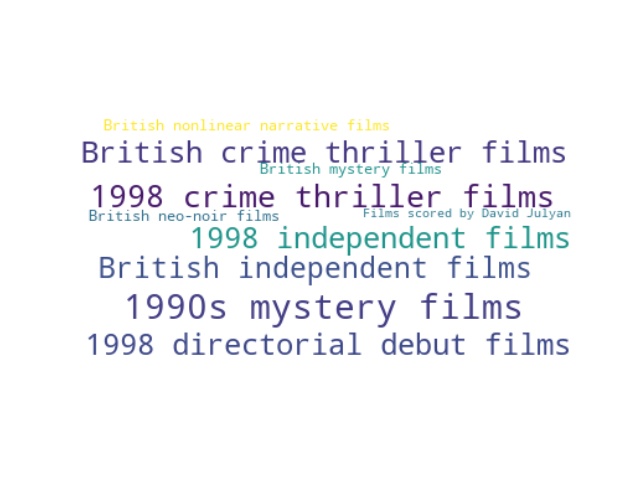 British nonlinear narrative films
British crime thriller films
British mystery films
1998 crime thriller films
British neo-noir films
Films scored by David Julyan
1998 independent films
British independent films
1990s mystery films
1998 directorial debut films